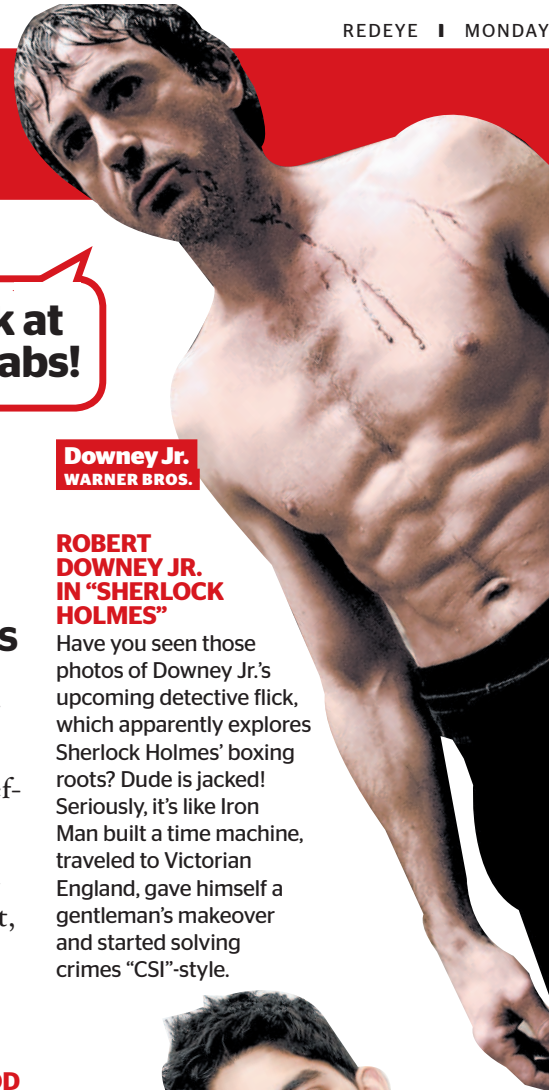 REDEYE I MONDAY
k at
abs!
Downey Jr.
WARNER BROS.
ROBERT
DOWNEY JR.
IN “SHERLOCK
HOLMES”
Have you seen those
photos of Downey Jr.’s
upcoming detective flick,
which apparently explores
Sherlock Holmes’ boxing
roots? Dude is jacked!
Seriously, it’s like Iron
Man built a time machine,
traveled to Victorian
England, gave himself a
gentleman’s makeover
and started solving
crimes “CSI”-style.
s
ef-
t,
OD